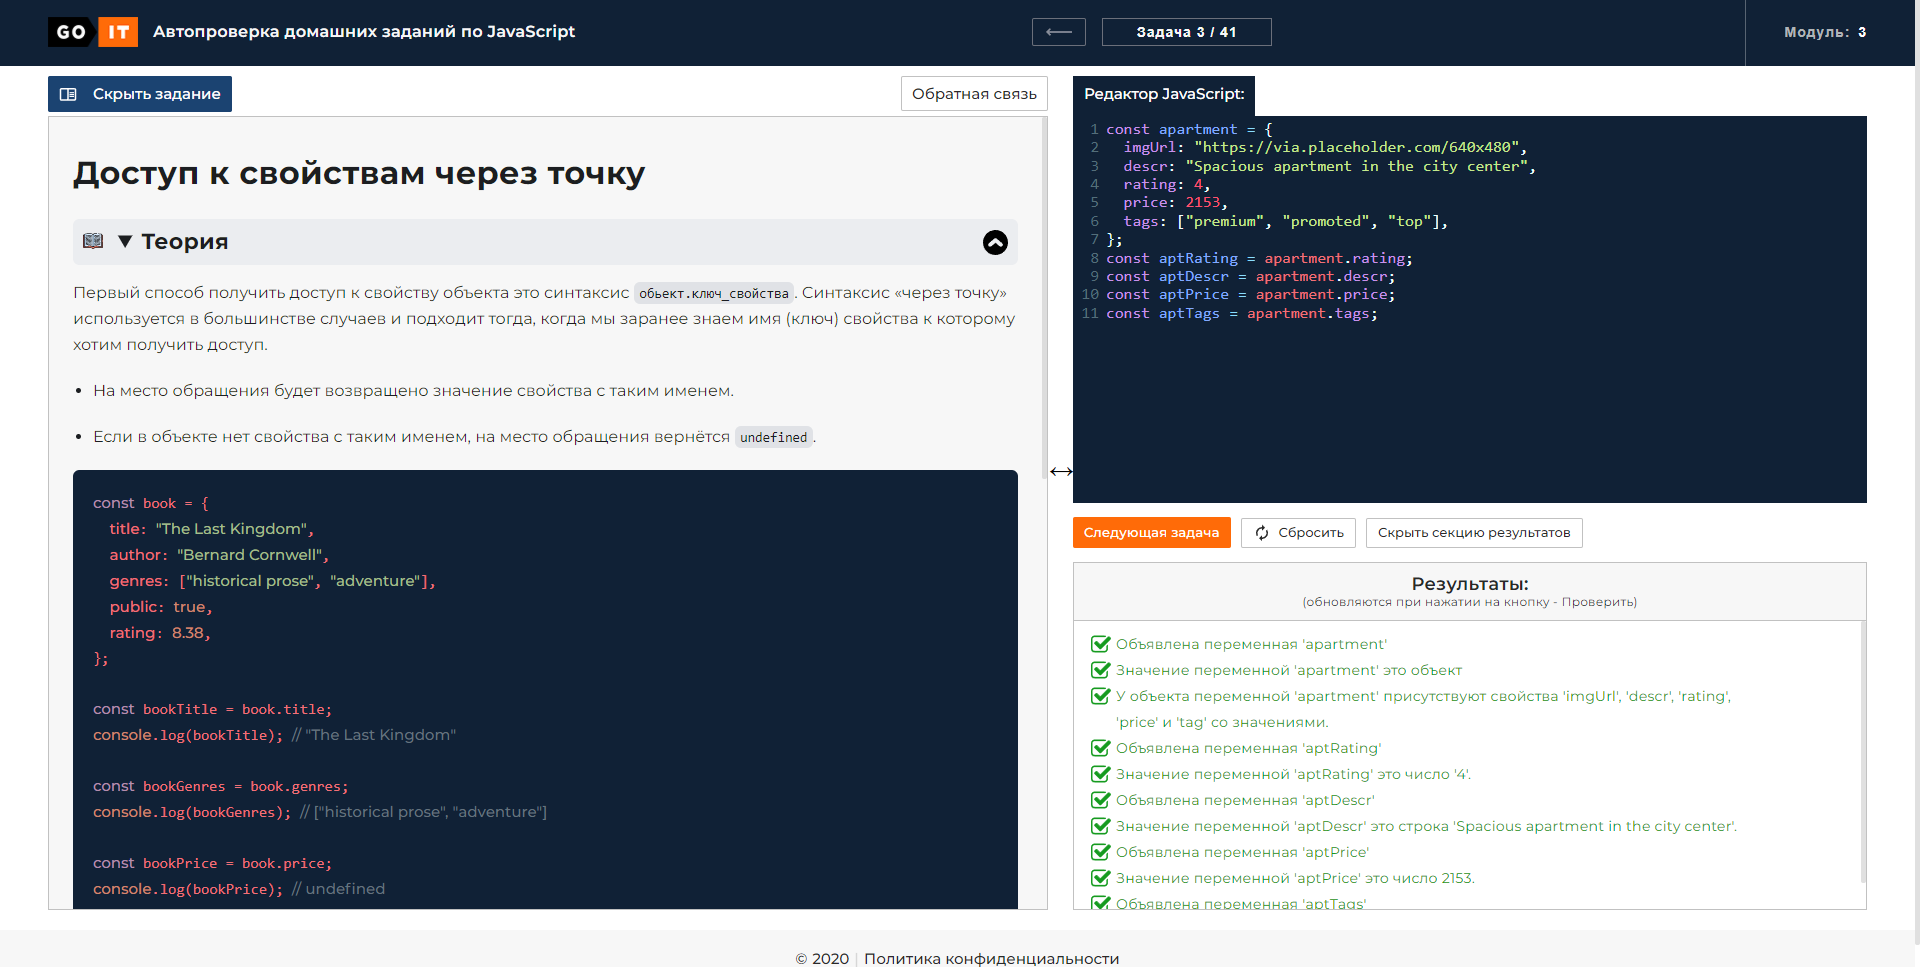 GO IT Автопроверка домашних заданий по JavaScript
Задача 3 / 41
Модуль: 3
Скрыть задание
Обратная связь
Доступ к свойствам через точку
Теория
Первый способ получить доступ к свойству объекта это синтаксис объект.ключ_свойства. Синтаксис «через точку»
используется в большинстве случаев и подходит тогда, когда мы заранее знаем имя (ключ) свойства к которому
хотим получить доступ.
• На место обращения будет возвращено значение свойства с таким именем.
• Если в объекте нет свойства с таким именем, на место обращения вернётся undefined.
const book = {
title: "The Last Kingdom",
author: "Bernard Cornwell",
genres: ["historical prose", "adventure"],
public: true,
rating: 8.38,
};
const bookTitle = book.title;
console.log(bookTitle); // "The Last Kingdom"
const bookGenres = book.genres;
console.log(bookGenres); // ["historical prose", "adventure"]
const bookPrice = book.price;
console.log(bookPrice); // undefined
Редактор JavaScript:
1 const apartment = {
2 imgUrl: "https://via.placeholder.com/640x480",
3 descr: "Spacious apartment in the city center",
4 rating: 4,
5 price: 2153,
6 tags: ["premium", "promoted", "top"],
7 };
8 const aptRating = apartment.rating;
9 const aptDescr = apartment.descr;
10 const aptPrice = apartment.price;
11 const aptTags = apartment.tags;
Следующая задача
Сбросить
Скрыть секцию результатов
Результаты:
(обновляются при нажатии на кнопку - Проверить)
Объявлена переменная 'apartment'
Значение переменной 'apartment' это объект
У объекта переменной 'apartment' присутствуют свойства 'imgUrl', 'descr', 'rating',
'price' и 'tag' со значениями.
Объявлена переменная 'aptRating'
Значение переменной 'aptRating' это число '4'.
Объявлена переменная 'aptDescr'
Значение переменной 'aptDescr' это строка 'Spacious apartment in the city center'.
Объявлена переменная 'aptPrice'
Значение переменной 'aptPrice' это число 2153.
Объявлена переменная 'aptTags'
© 2020 | Политика конфиденциальности